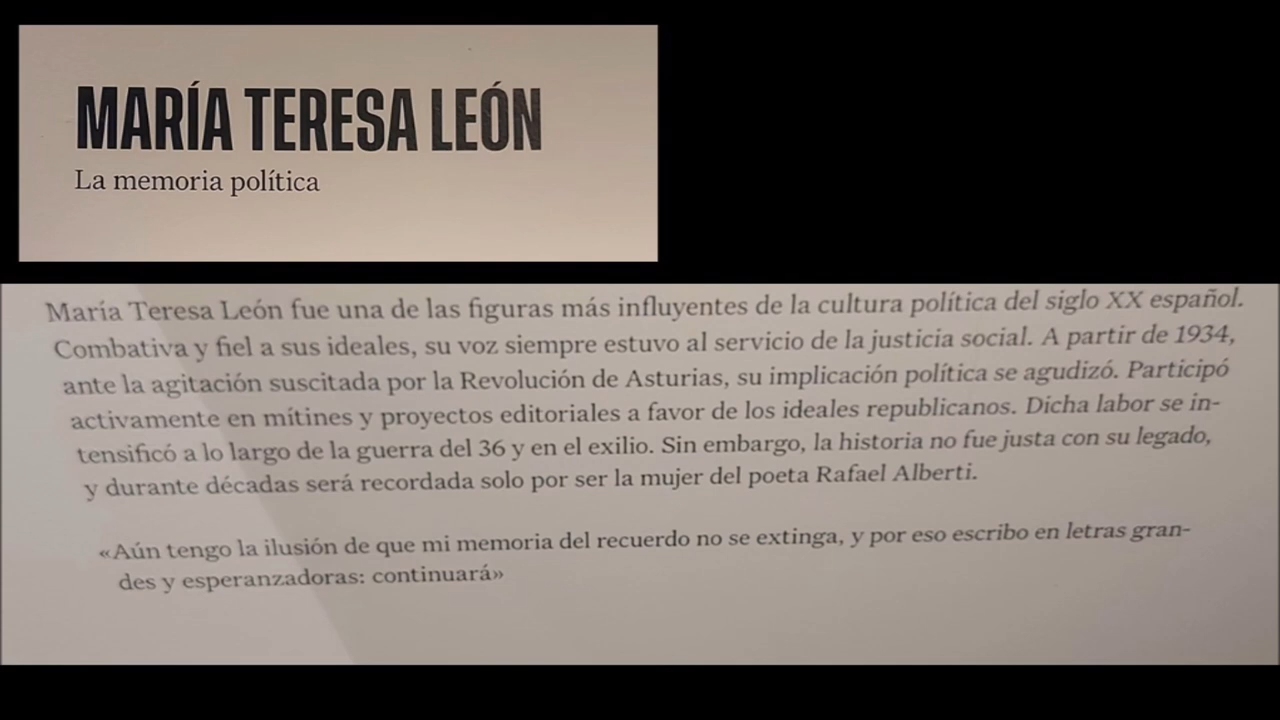 MARÍA TERESA LEÓN
La memoria política
María Teresa León fue una de las figuras más influyentes de la cultura política del siglo XX español.
Combativa y fiel a sus ideales, su voz siempre estuvo al servicio de la justicia social. A partir de 1934,
ante la agitación suscitada por la Revolución de Asturias, su implicación política se agudizó. Participó
activamente en mítines y proyectos editoriales a favor de los ideales republicanos. Dicha labor se in-
tensificó a lo largo de la guerra del 36 y en el exilio. Sin embargo, la historia no fue justa con su legado,
y durante décadas será recordada solo por ser la mujer del poeta Rafael Alberti.
«Aún tengo la ilusión de que mi memoria del recuerdo no se extinga, y por eso escribo en letras gran-
des y esperanzadoras: continuará»